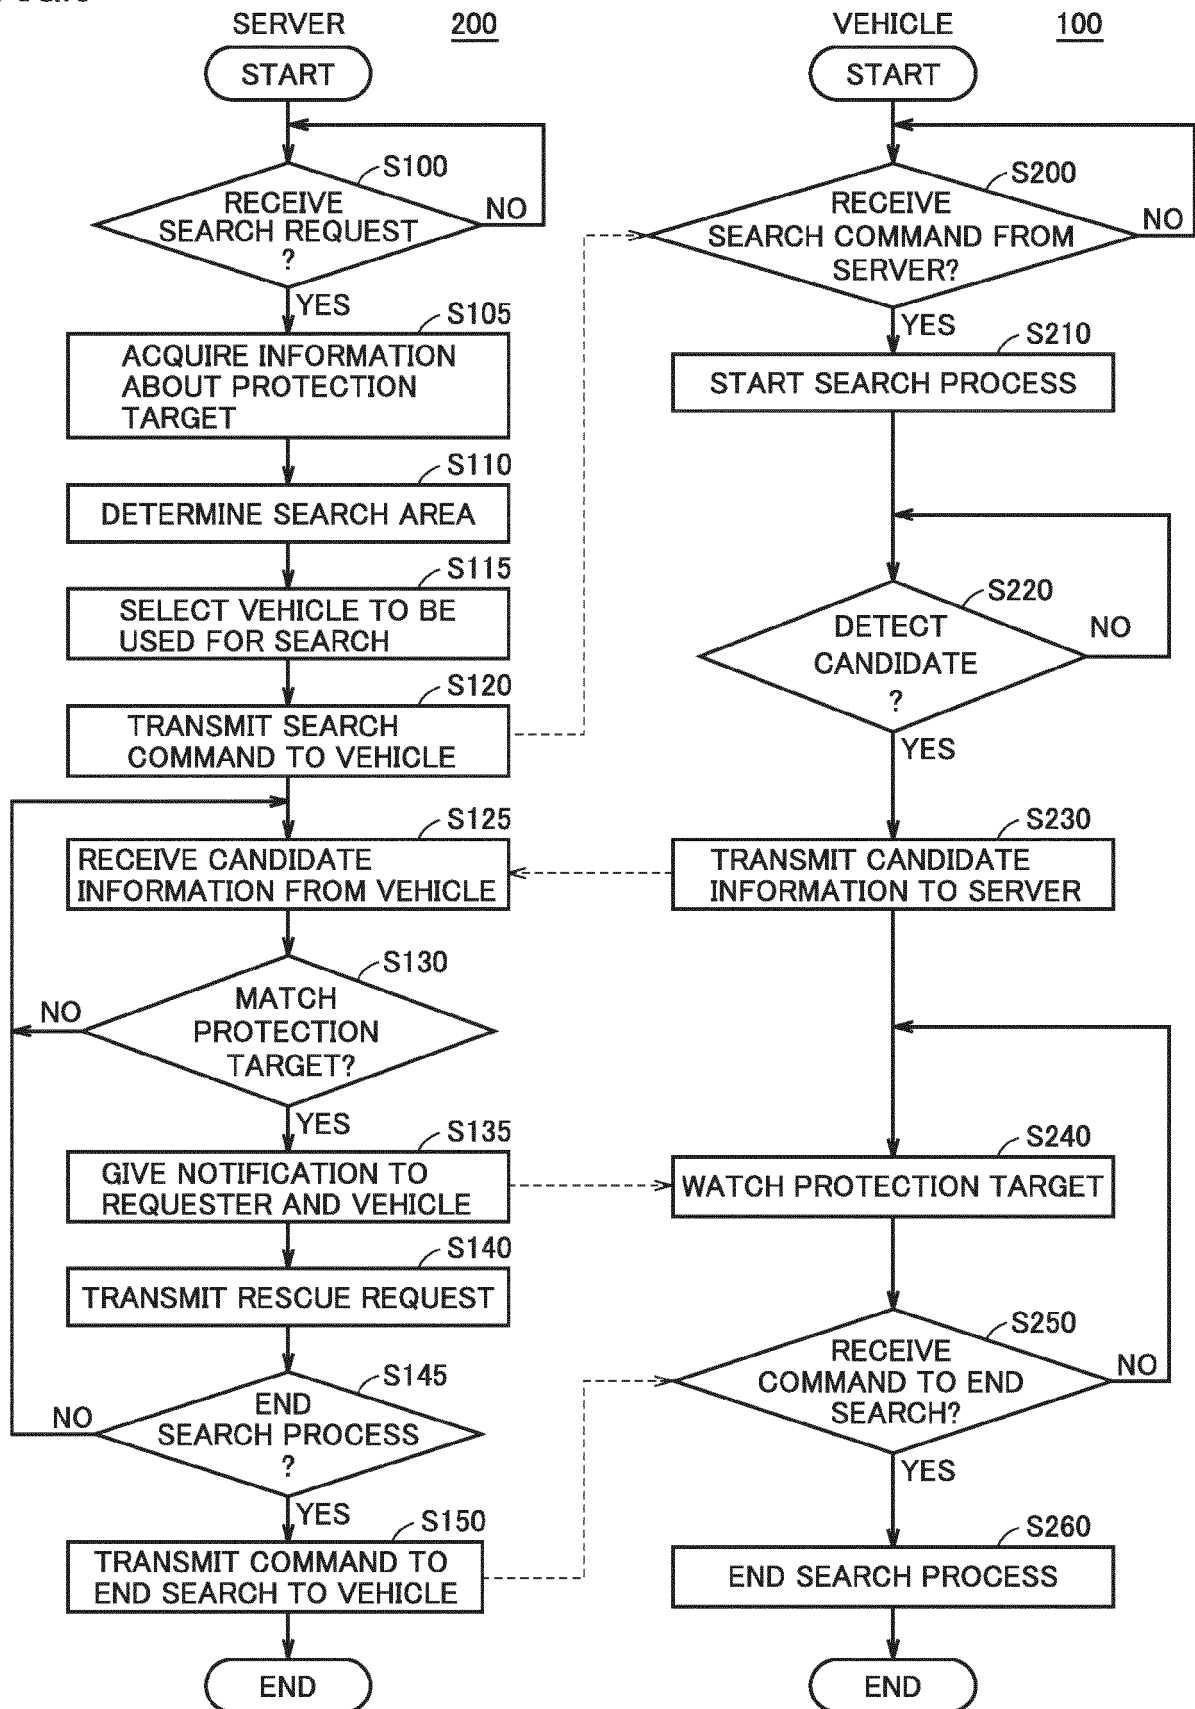 SERVER 200
START
S100
RECEIVE
SEARCH REQUEST
?
NO
YES
S105
ACQUIRE INFORMATION
ABOUT PROTECTION
TARGET
S110
DETERMINE SEARCH AREA
S115
SELECT VEHICLE TO BE
USED FOR SEARCH
S120
TRANSMIT SEARCH
COMMAND TO VEHICLE
S125
RECEIVE CANDIDATE
INFORMATION FROM VEHICLE
S130
MATCH
PROTECTION
TARGET?
NO
YES
S135
GIVE NOTIFICATION TO
REQUESTER AND VEHICLE
S140
TRANSMIT RESCUE REQUEST
S145
END
SEARCH PROCESS
?
NO
YES
S150
TRANSMIT COMMAND TO
END SEARCH TO VEHICLE
END
VEHICLE 100
START
S200
RECEIVE
SEARCH COMMAND FROM
SERVER?
NO
YES
S210
START SEARCH PROCESS
S220
DETECT
CANDIDATE
?
NO
YES
S230
TRANSMIT CANDIDATE
INFORMATION TO SERVER
S240
WATCH PROTECTION TARGET
S250
RECEIVE
COMMAND TO END
SEARCH?
NO
YES
S260
END SEARCH PROCESS
END